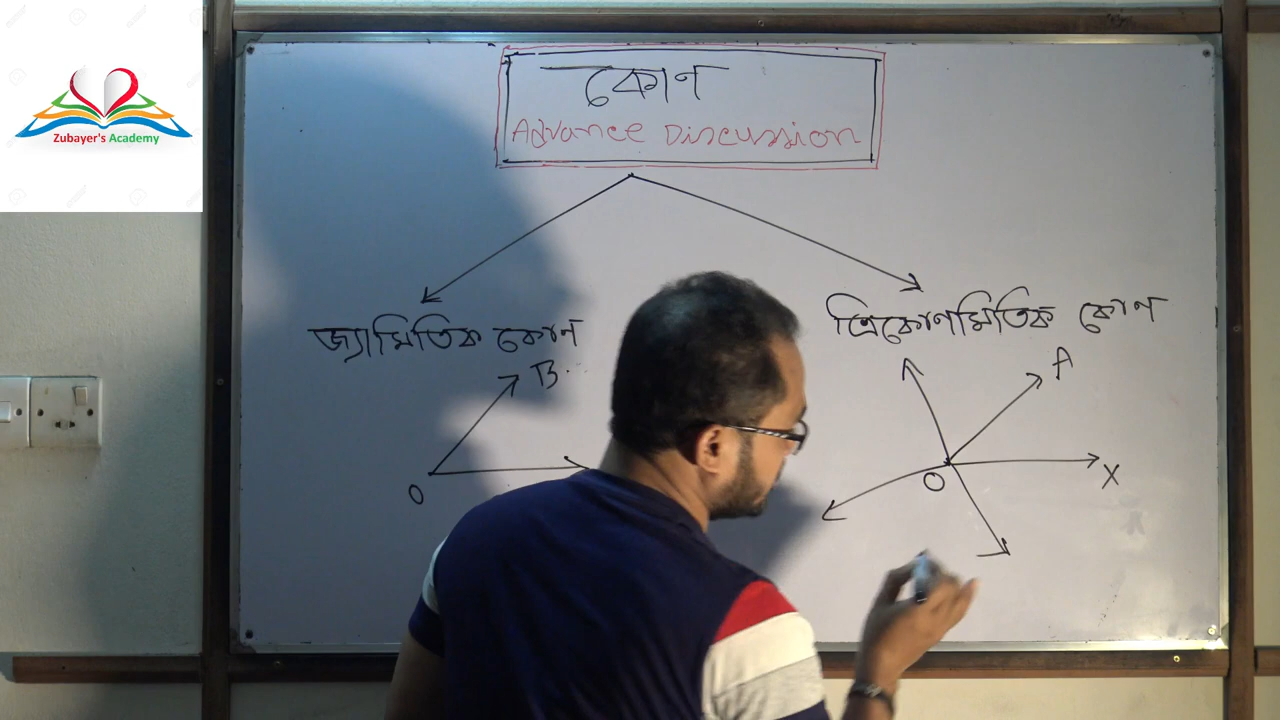 Zubayer's Academy
কোণ
Advance Discussion
জ্যামিতিক কোণ
ত্রিকোণমিতিক কোণ
B
A
O
O
X